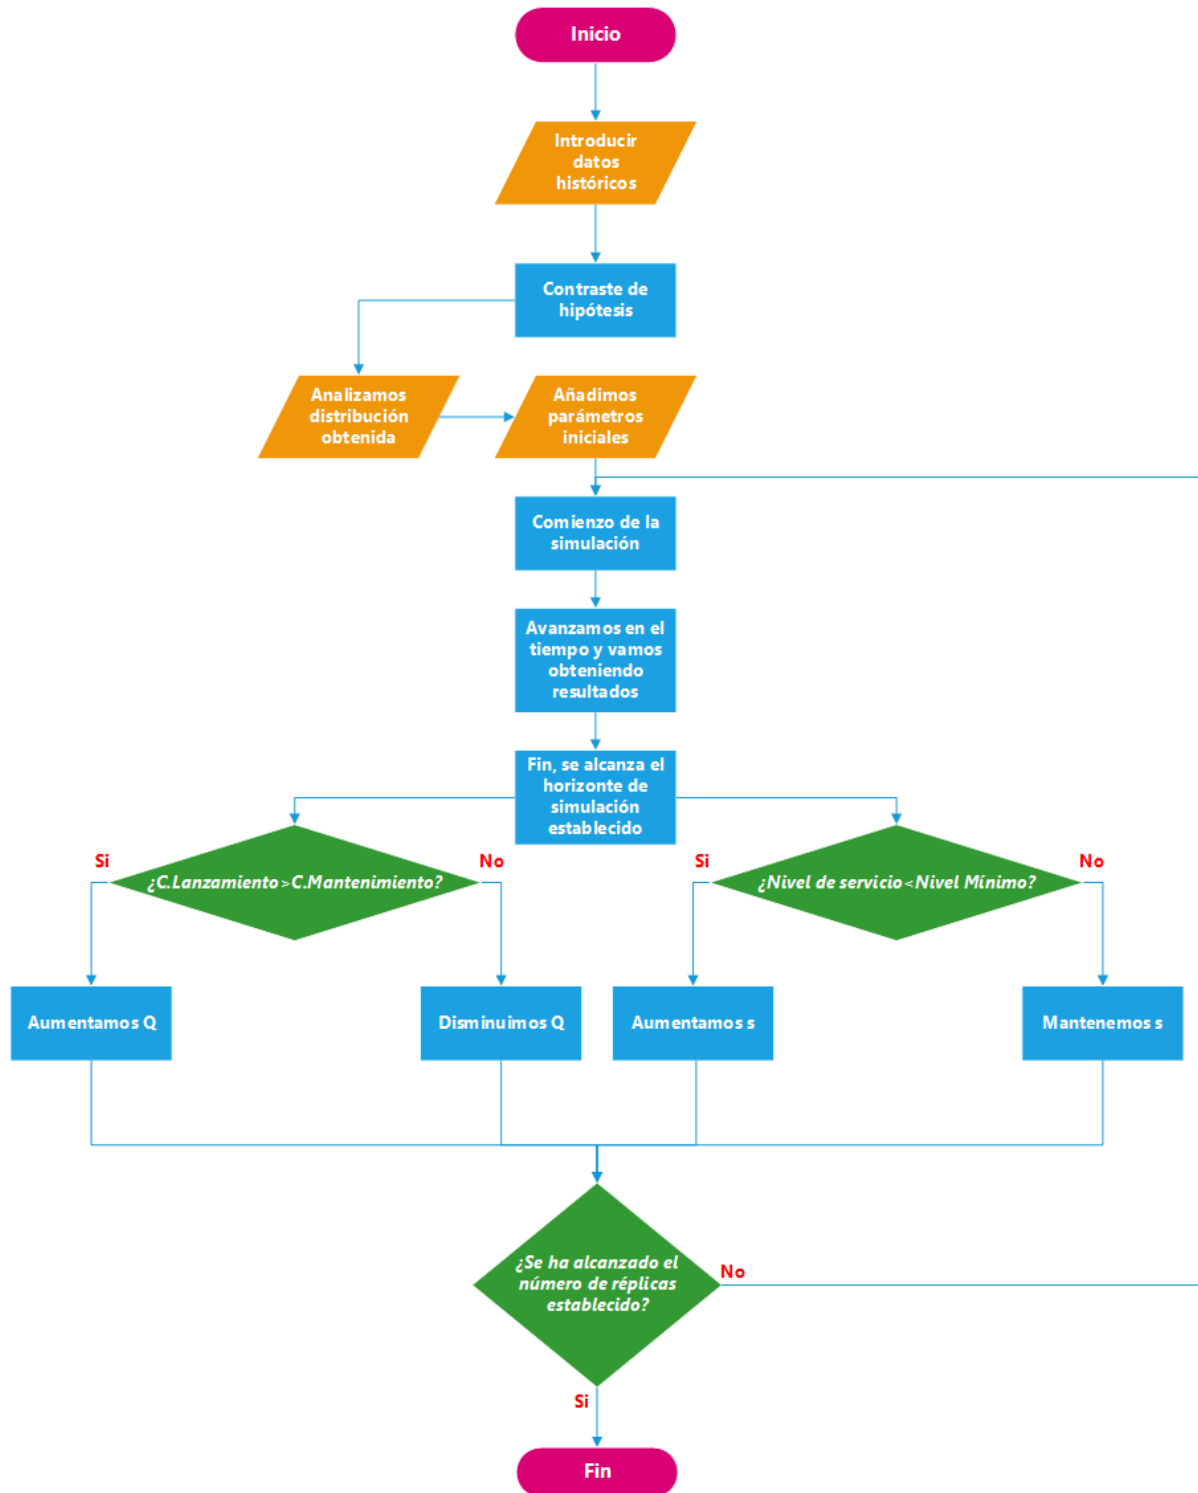 Inicio
Introducir
datos
históricos
Contraste de
hipótesis
Analizamos
distribución
obtenida
Añadimos
parámetros
iniciales
Comienzo de la
simulación
Avanzamos en el
tiempo y vamos
obteniendo
resultados
Fin, se alcanza el
horizonte de
simulación
establecido
Si
¿C.Lanzamiento>C.Mantenimiento?
No
Si
¿Nivel de servicio<Nivel Mínimo?
No
Aumentamos Q
Disminuimos Q
Aumentamos s
Mantenemos s
¿Se ha alcanzado el
número de réplicas
establecido?
No
Si
Fin